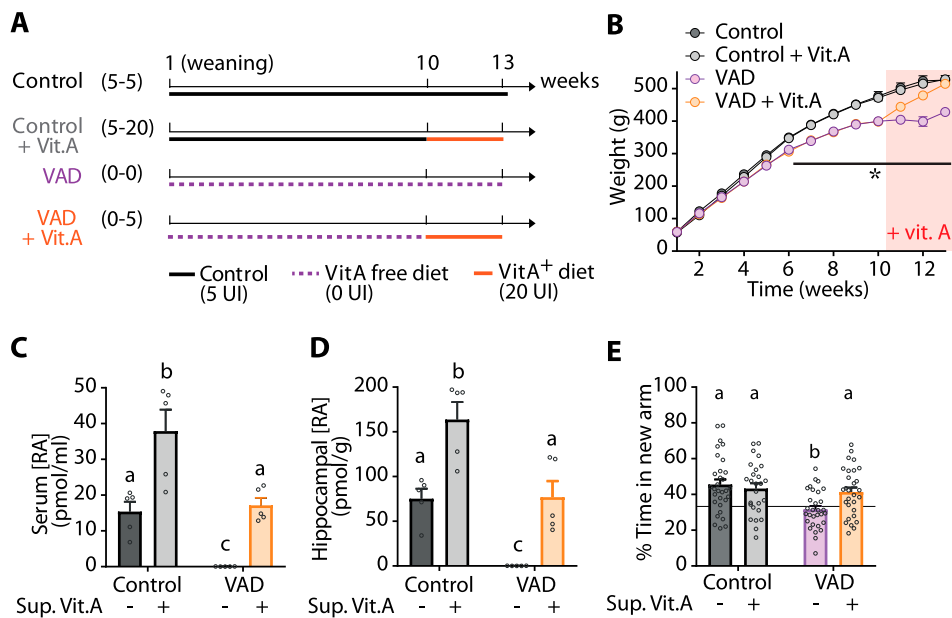 A
1 (weaning) 10 13
Control (5-5) weeks
Control (5-20)
+ Vit.A
VAD (0-0)
VAD (0-5)
+ Vit.A
Control
(5 UI)
VitA free diet
(0 UI)
VitA+ diet
(20 UI)
B
Control
Control + Vit.A
VAD
VAD + Vit.A
Weight (g)
500
400
300
200
100
0
*
+ vit. A
2 4 6 8 10 12
Time (weeks)
C
Serum [RA]
(pmol/ml)
50
40
30
20
10
0
a b c a
Control VAD
Sup. Vit.A - + - +
D
Hippocampal [RA]
(pmol/g)
200
150
100
50
0
a b c a
Control VAD
Sup. Vit.A - + - +
E
% Time in new arm
100
80
60
40
20
0
a a b a
Control VAD
Sup. Vit.A - + - +